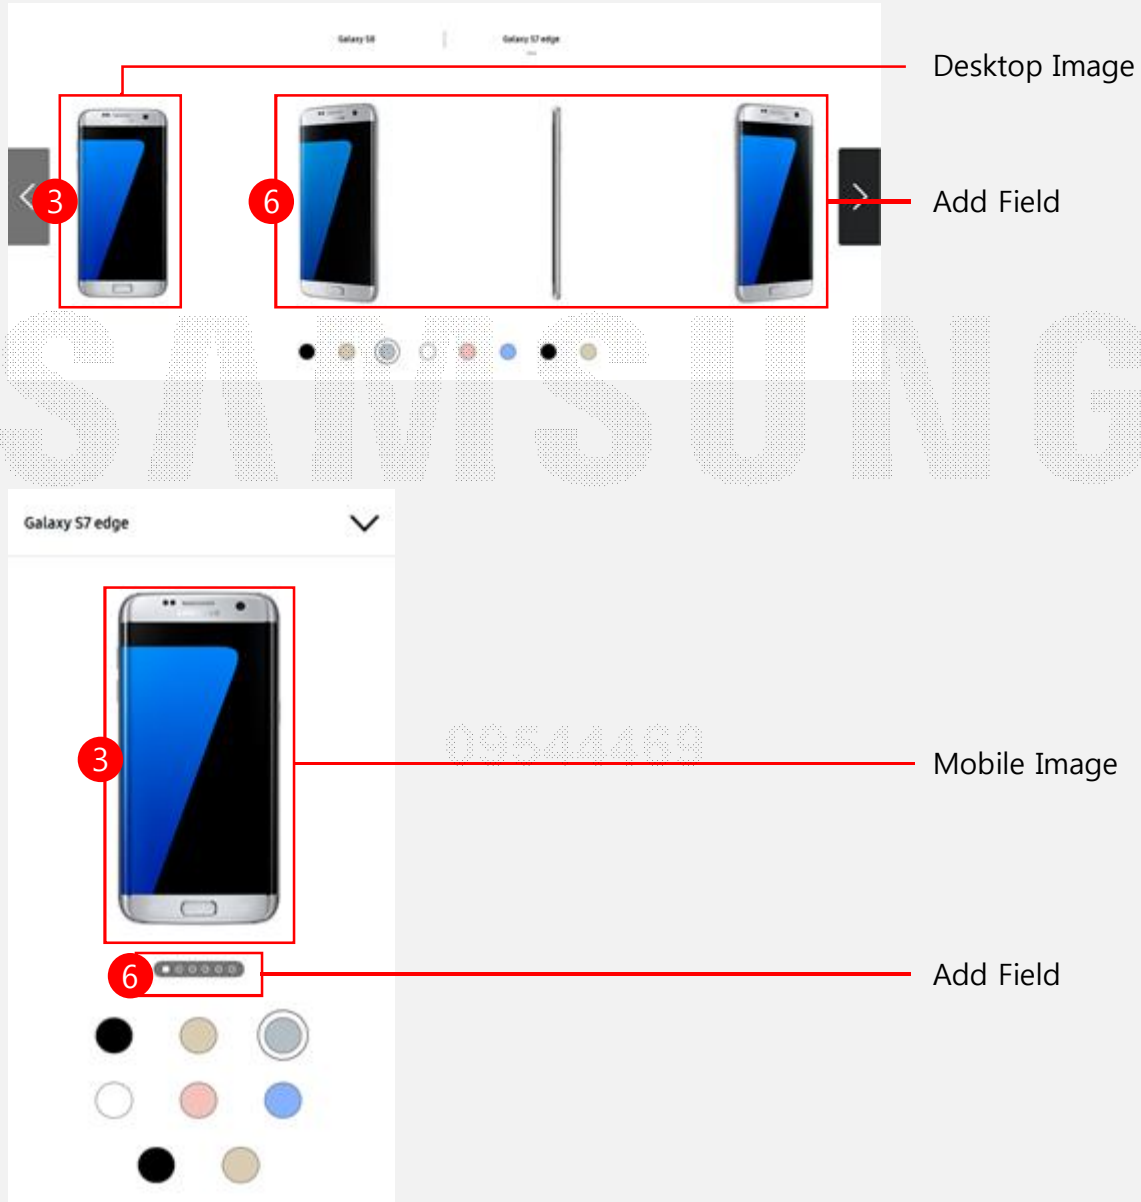 Galaxy S8 Galaxy S7 edge
Desktop Image
3
6
Add Field
SAMSUNG
Galaxy S7 edge
3
09544469
Mobile Image
6
Add Field